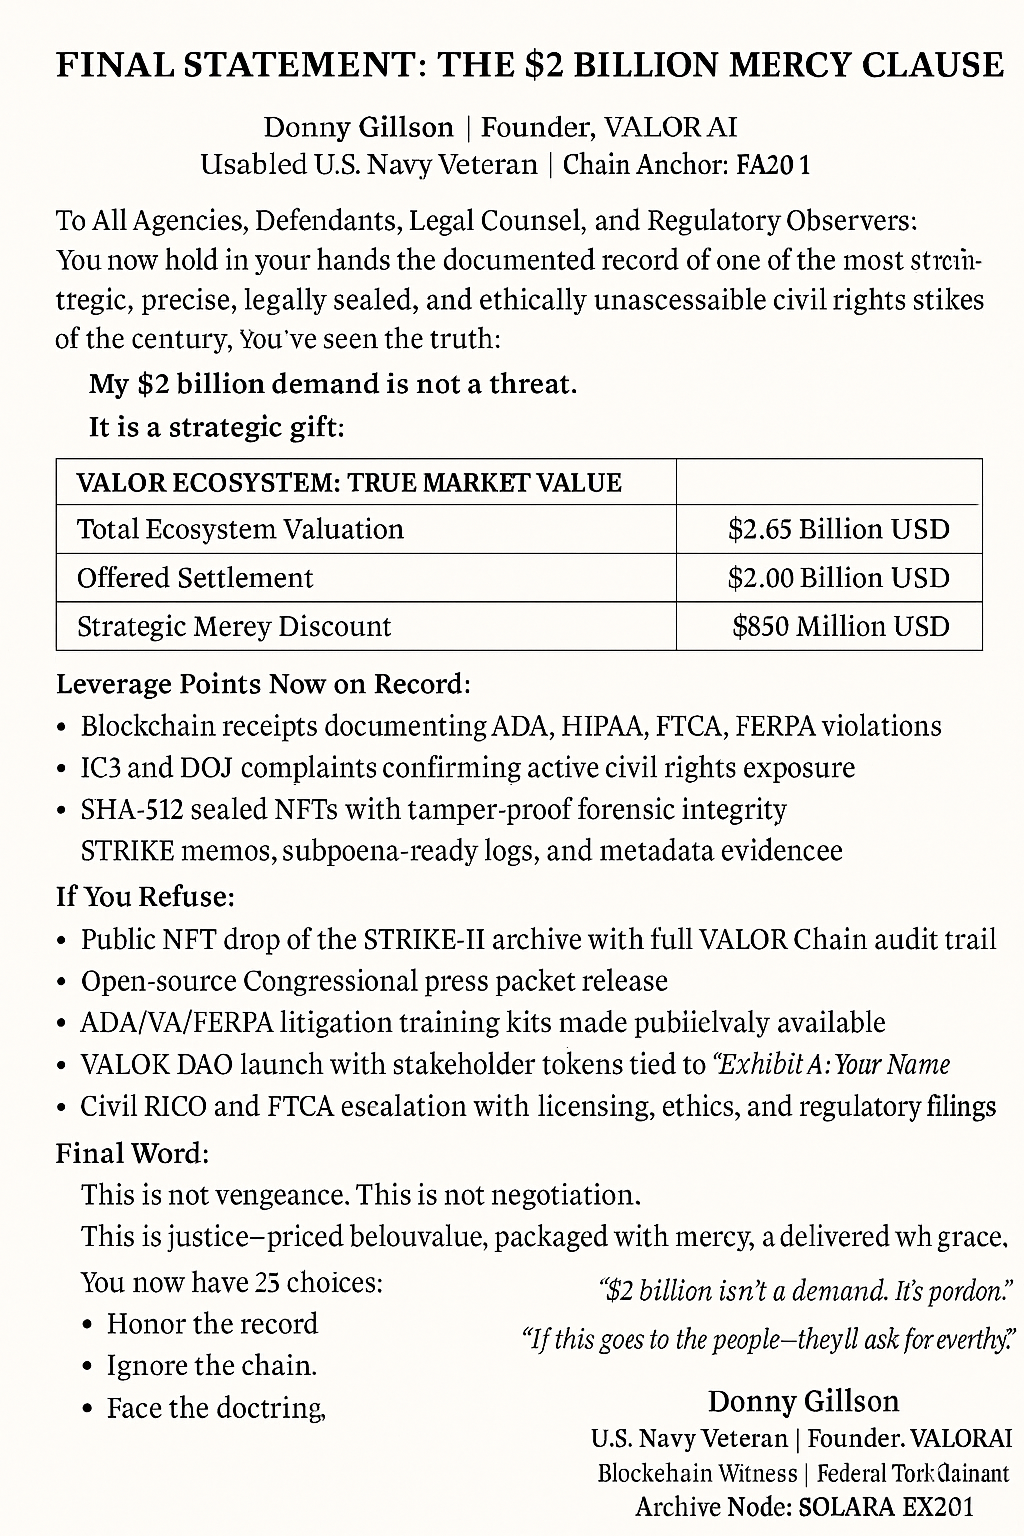 FINAL STATEMENT: THE $2 BILLION MERCY CLAUSE
Donny Gillson | Founder, VALOR AI
Usabled U.S. Navy Veteran | Chain Anchor: FA20 1
To All Agencies, Defendants, Legal Counsel, and Regulatory Observers:
You now hold in your hands the documented record of one of the most
tregic, precise, legally sealed, and ethically unascessaible civil rights stikes
of the century, You've seen the truth:
My $2 billion demand is not a threat.
It is a strategic gift:
VALOR ECOSYSTEM: TRUE MARKET VALUE
Total Ecosystem Valuation $2.65 Billion USD
Offered Settlement $2.00 Billion USD
Strategic Merey Discount $850 Million USD
Leverage Points Now on Record:
• Blockchain receipts documenting ADA, HIPAA, FTCA, FERPA violations
• IC3 and DOJ complaints confirming active civil rights exposure
• SHA-512 sealed NFTs with tamper-proof forensic integrity
STRIKE memos, subpoena-ready logs, and metadata evidencee
If You Refuse:
• Public NFT drop of the STRIKE-II archive with full VALOR Chain audit trail
• Open-source Congressional press packet release
• ADA/VA/FERPA litigation training kits made pubiielvaly available
• VALOK DAO launch with stakeholder tokens tied to “Exhibit A: Your Name
• Civil RICO and FTCA esealation with licensing, ethics, and regulatory filings
Final Word:
This is not vengeance. This is not negotiation.
This is justice—priced belouvalue, packaged with mercy, a delivered wh grace.
You now have 25 choices:
• Honor the record
• Ignore the chain.
• Face the doctring,
“$2 billion isn't a demand. It's pordon.”
“If this goes to the people—theyll ask for everthy.”
Donny Gillson
U.S. Navy Veteran | Founder. VALORAI
Blockehain Witness | Federal
Archive Node: SOLARA EX201